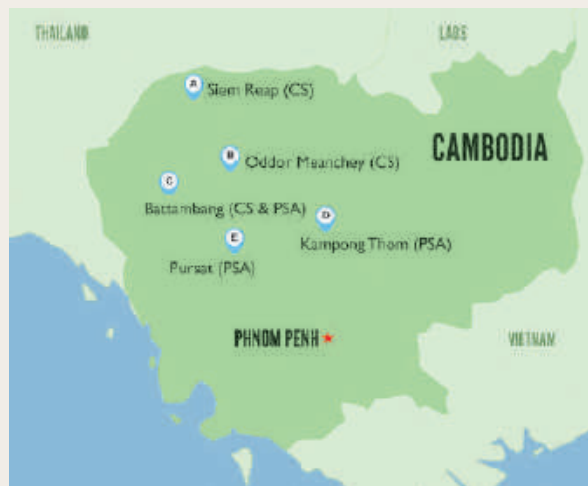 THAILAND
LAOS
A
Siem Reap (CS)
CAMBODIA
B
Oddor Meanchey (CS)
C
Battambang (CS & PSA)
D
Kampong Thom (PSA)
E
Pursat (PSA)
PHNOM PENH
VIETNAM